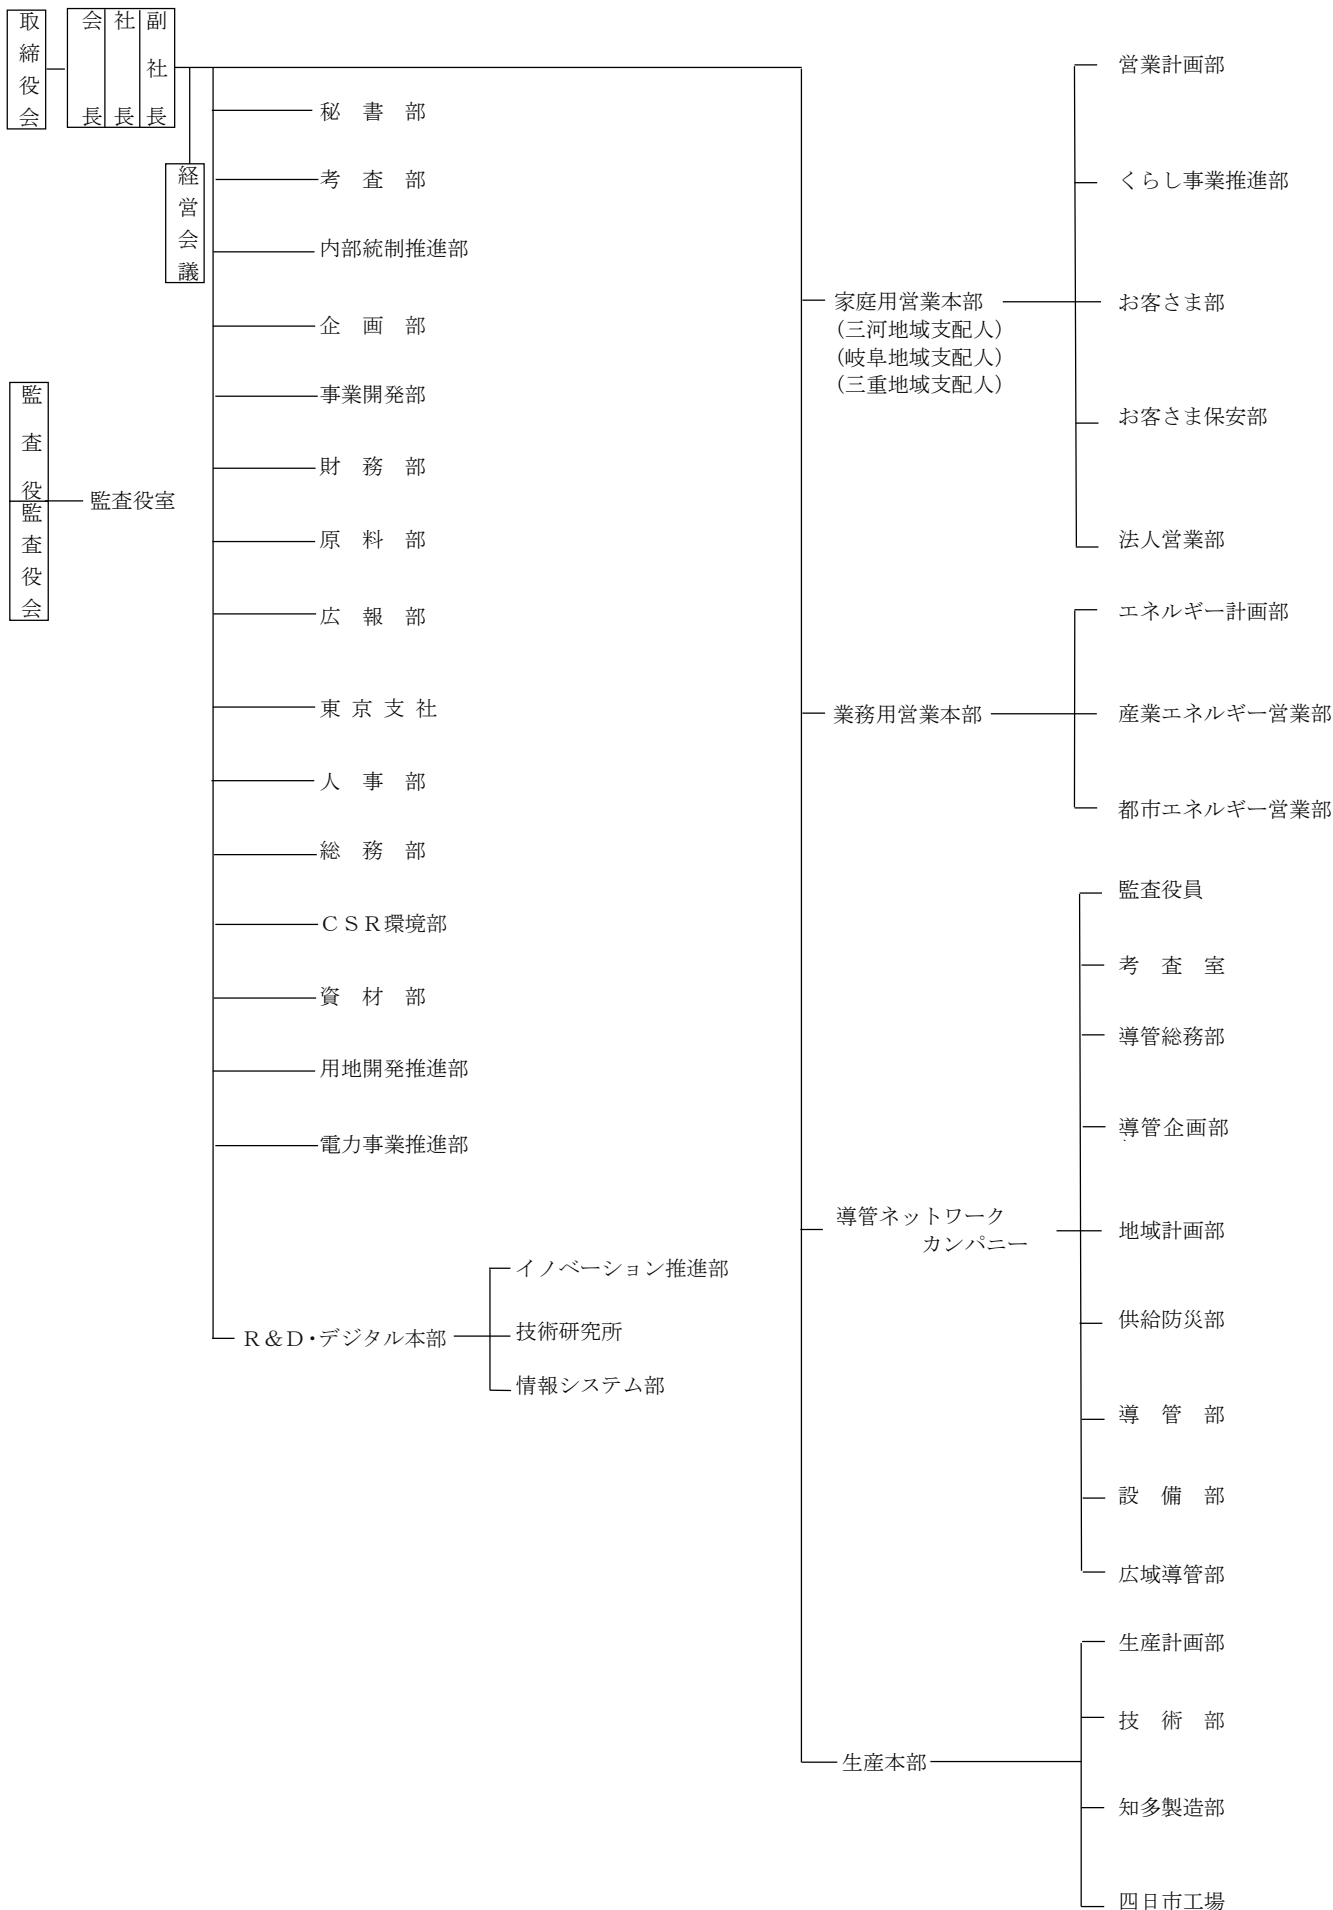 取締役会
会長
社長
副社長
経営会議
監査役
監査役会
監査役室
秘書部
考査部
内部統制推進部
企画部
事業開発部
財務部
原料部
広報部
東京支社
人事部
総務部
ＣＳＲ環境部
資材部
用地開発推進部
電力事業推進部
Ｒ＆Ｄ・デジタル本部
イノベーション推進部
技術研究所
情報システム部
家庭用営業本部
（三河地域支配人）
（岐阜地域支配人）
（三重地域支配人）
営業計画部
くらし事業推進部
お客さま部
お客さま保安部
法人営業部
業務用営業本部
エネルギー計画部
産業エネルギー営業部
都市エネルギー営業部
導管ネットワーク
カンパニー
監査役員
考査室
導管総務部
導管企画部
地域計画部
供給防災部
導管部
設備部
広域導管部
生産本部
生産計画部
技術部
知多製造部
四日市工場